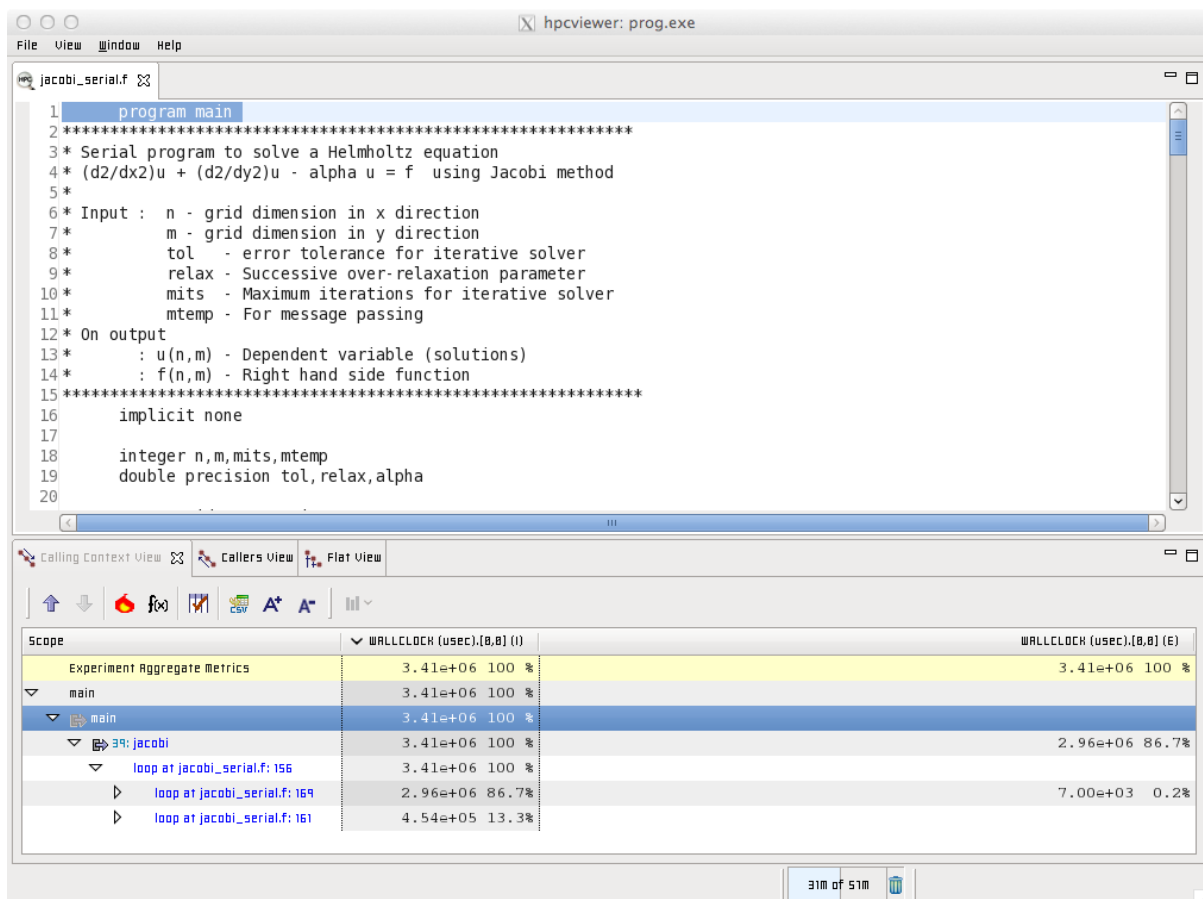 hpcviewer: prog.exe
File View Window Help
jacobi_serial.f
1 program main
2 ************************************************************
3 * Serial program to solve a Helmholtz equation
4 * (d2/dx2)u + (d2/dy2)u - alpha u = f using Jacobi method
5 *
6 * Input : n - grid dimension in x direction
7 * m - grid dimension in y direction
8 * tol - error tolerance for iterative solver
9 * relax - Successive over-relaxation parameter
10 * mits - Maximum iterations for iterative solver
11 * mtemp - For message passing
12 * On output
13 * : u(n,m) - Dependent variable (solutions)
14 * : f(n,m) - Right hand side function
15 *************************************************************
16 implicit none
17
18 integer n,m,mits,mtemp
19 double precision tol,relax,alpha
20
Calling Context View Callers View Flat View
f(x) CSV A+ A-
Scope WALLCLOCK (usec).[0,0] (I) WALLCLOCK (usec).[0,0] (E)
Experiment Aggregate Metrics 3.41e+06 100 % 3.41e+06 100 %
main 3.41e+06 100 %
main 3.41e+06 100 %
39: jacobi 3.41e+06 100 % 2.96e+06 86.7%
loop at jacobi_serial.f: 156 3.41e+06 100 %
loop at jacobi_serial.f: 169 2.96e+06 86.7% 7.00e+03 0.2%
loop at jacobi_serial.f: 161 4.54e+05 13.3%
31M of 51M